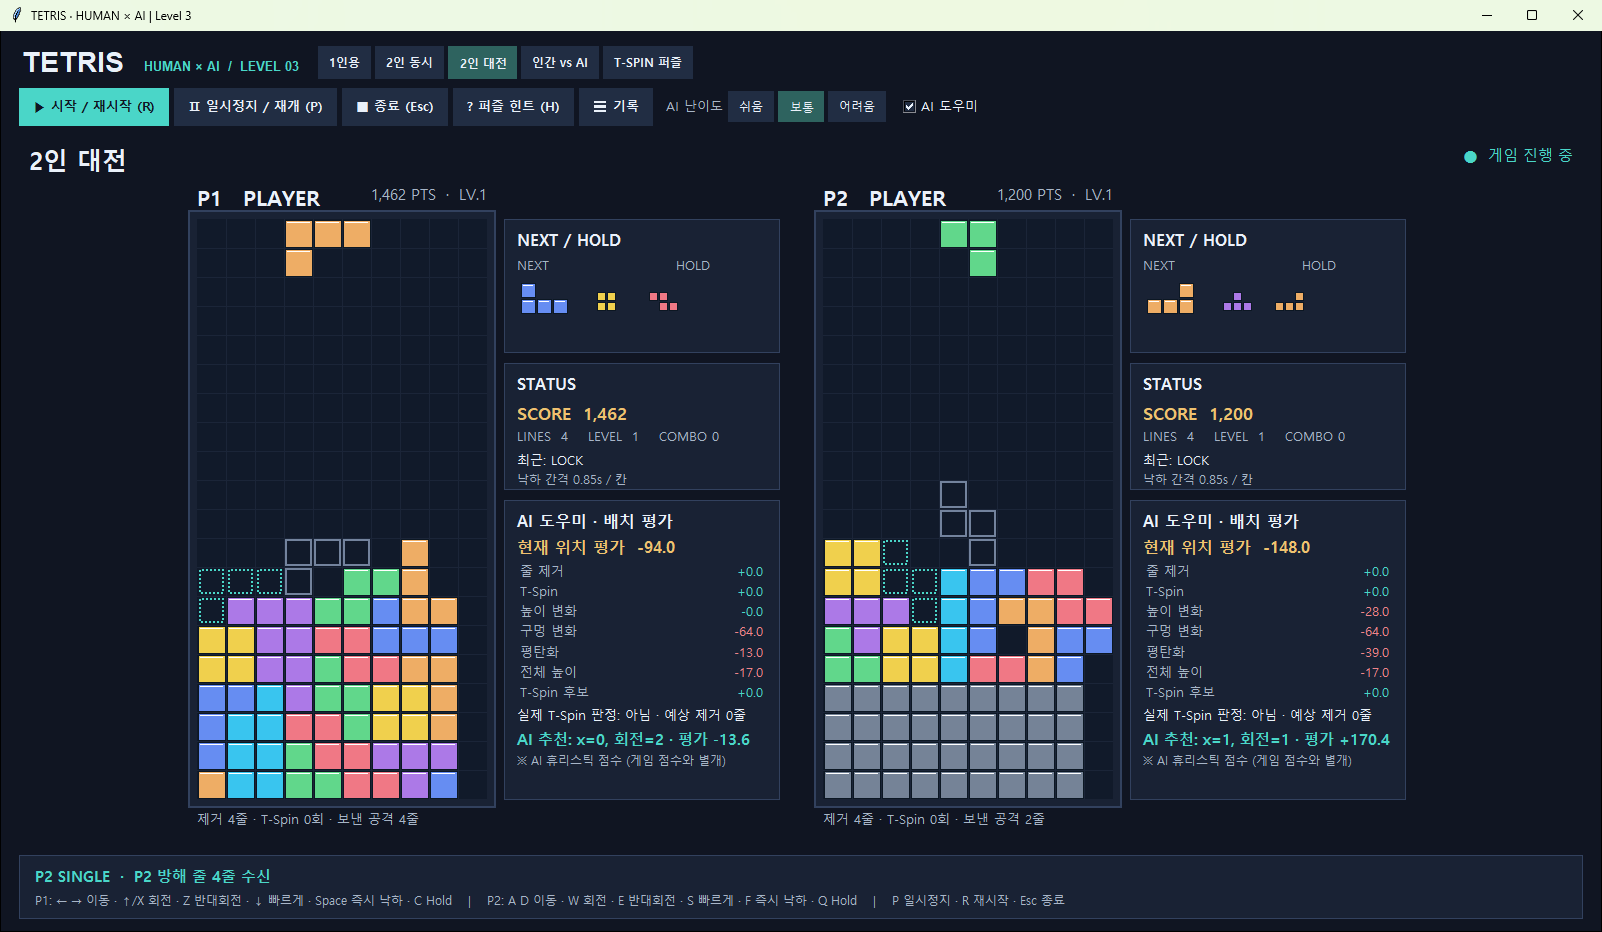 TETRIS · HUMAN × AI | Level 3
TETRIS HUMAN × AI / LEVEL 03 1인용 2인 동시 2인 대전 인간 vs AI T-SPIN 퍼즐
▶ 시작 / 재시작 (R) Ⅱ 일시정지 / 재개 (P) ■ 종료 (Esc) ? 퍼즐 힌트 (H) ☰ 기록 AI 난이도 쉬움 보통 어려움 AI 도우미
2인 대전 ● 게임 진행 중
P1 PLAYER 1,462 PTS · LV.1
NEXT / HOLD
NEXT HOLD
STATUS
SCORE 1,462
LINES 4 LEVEL 1 COMBO 0
최근: LOCK
낙하 간격 0.85s / 칸
AI 도우미 · 배치 평가
현재 위치 평가 -94.0
줄 제거 +0.0
T-Spin +0.0
높이 변화 -0.0
구멍 변화 -64.0
평탄화 -13.0
전체 높이 -17.0
T-Spin 후보 +0.0
실제 T-Spin 판정: 아님 · 예상 제거 0줄
AI 추천: x=0, 회전=2 · 평가 -13.6
※ AI 휴리스틱 점수 (게임 점수와 별개)
제거 4줄 · T-Spin 0회 · 보낸 공격 4줄
P2 PLAYER 1,200 PTS · LV.1
NEXT / HOLD
NEXT HOLD
STATUS
SCORE 1,200
LINES 4 LEVEL 1 COMBO 0
최근: LOCK
낙하 간격 0.85s / 칸
AI 도우미 · 배치 평가
현재 위치 평가 -148.0
줄 제거 +0.0
T-Spin +0.0
높이 변화 -28.0
구멍 변화 -64.0
평탄화 -39.0
전체 높이 -17.0
T-Spin 후보 +0.0
실제 T-Spin 판정: 아님 · 예상 제거 0줄
AI 추천: x=1, 회전=1 · 평가 +170.4
※ AI 휴리스틱 점수 (게임 점수와 별개)
제거 4줄 · T-Spin 0회 · 보낸 공격 2줄
P2 SINGLE · P2 방해 줄 4줄 수신
P1: ← → 이동 · ↑/X 회전 · Z 반대회전 · ↓ 빠르게 · Space 즉시 낙하 · C Hold | P2: A D 이동 · W 회전 · E 반대회전 · S 빠르게 · F 즉시 낙하 · Q Hold | P 일시정지 · R 재시작 · Esc 종료